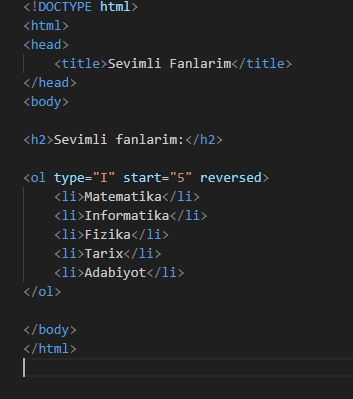 <!DOCTYPE html>
<html>
<head>
    <title>Sevimli Fanlarim</title>
</head>
<body>

<h2>Sevimli fanlarim:</h2>

<ol type="I" start="5" reversed>
    <li>Matematika</li>
    <li>Informatika</li>
    <li>Fizika</li>
    <li>Tarix</li>
    <li>Adabiyot</li>
</ol>

</body>
</html>